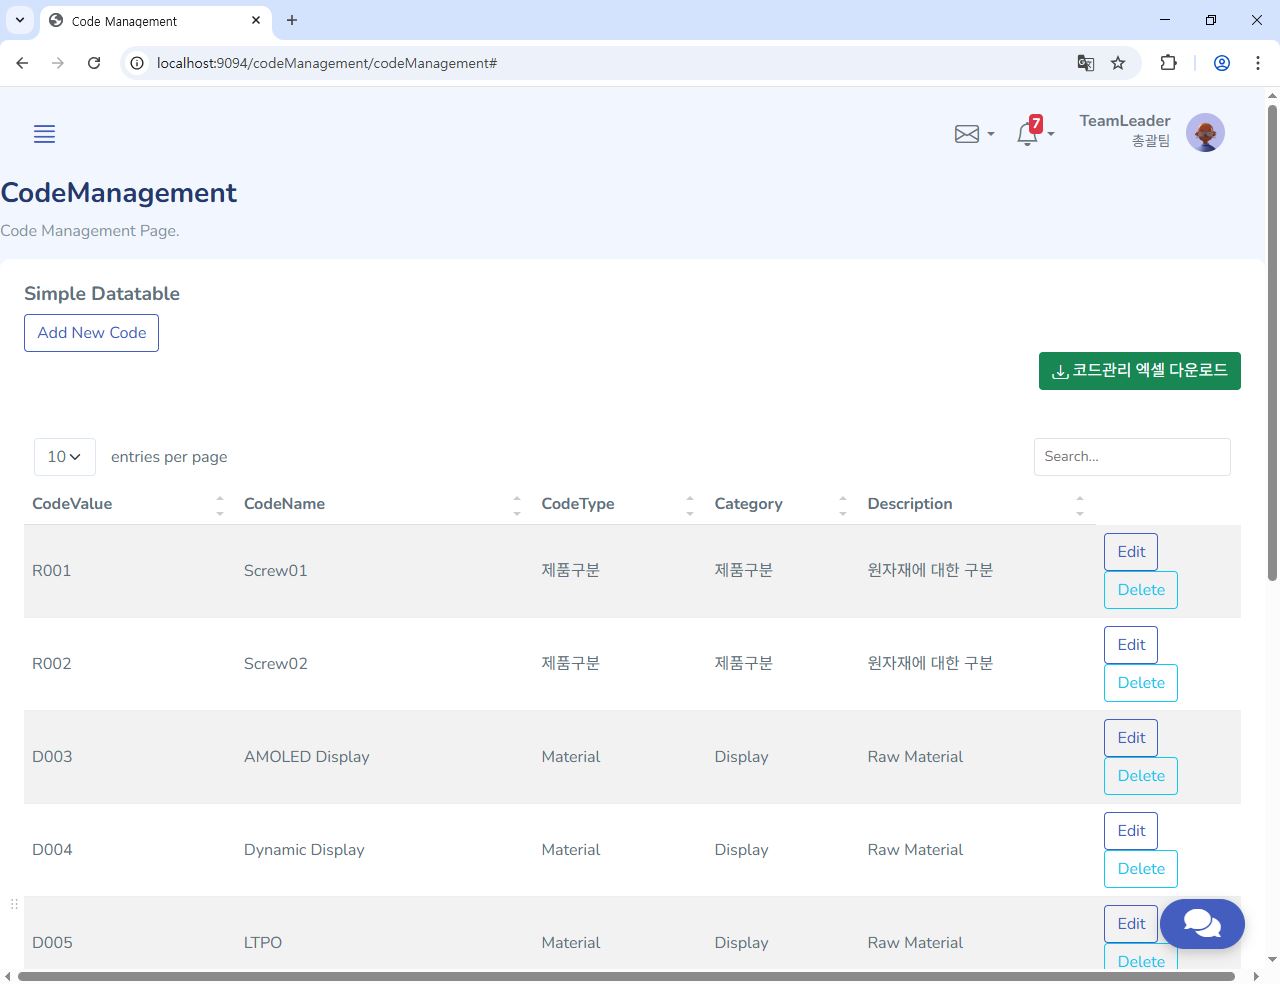 Code Management
localhost:9094/codeManagement/codeManagement#
7
TeamLeader
총괄팀
CodeManagement
Code Management Page.
Simple Datatable
Add New Code
코드관리 엑셀 다운로드
10 entries per page
Search...
CodeValue CodeName CodeType Category Description
R001 Screw01 제품구분 제품구분 원자재에 대한 구분 Edit
Delete
R002 Screw02 제품구분 제품구분 원자재에 대한 구분 Edit
Delete
D003 AMOLED Display Material Display Raw Material Edit
Delete
D004 Dynamic Display Material Display Raw Material Edit
Delete
D005 LTPO Material Display Raw Material Edit
Delete